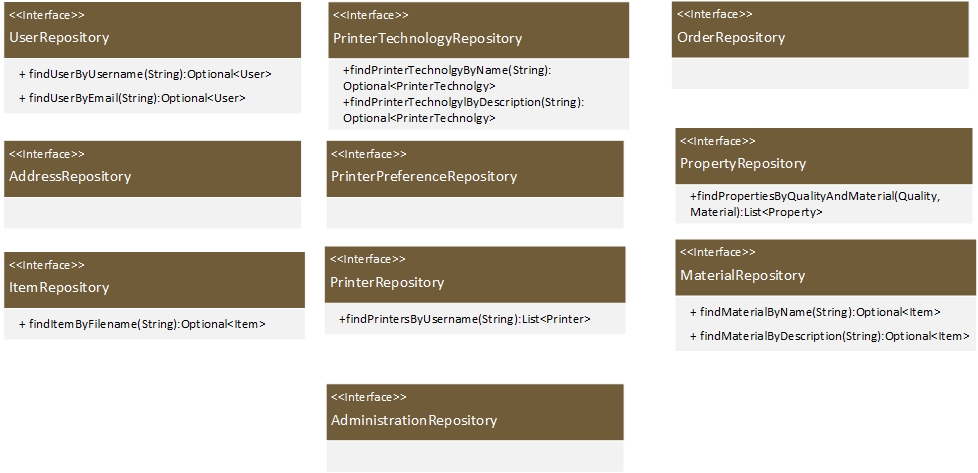 <<Interface>>
UserRepository
+ findUserByUsername(String):Optional<User>
+ findUserByEmail(String):Optional<User>
<<Interface>>
PrinterTechnologyRepository
+findPrinterTechnolgyByName(String):
Optional<PrinterTechnolgy>
+findPrinterTechnolgylByDescription(String):
Optional<PrinterTechnolgy>
<<Interface>>
OrderRepository
<<Interface>>
AddressRepository
<<Interface>>
PrinterPreferenceRepository
<<Interface>>
PropertyRepository
+findPropertiesByQualityAndMaterial(Quality,
Material):List<Property>
<<Interface>>
ItemRepository
+ findItemByFilename(String):Optional<Item>
<<Interface>>
PrinterRepository
+findPrintersByUsername(String):List<Printer>
<<Interface>>
MaterialRepository
+ findMaterialByName(String):Optional<Item>
+ findMaterialByDescription(String):Optional<Item>
<<Interface>>
AdministrationRepository